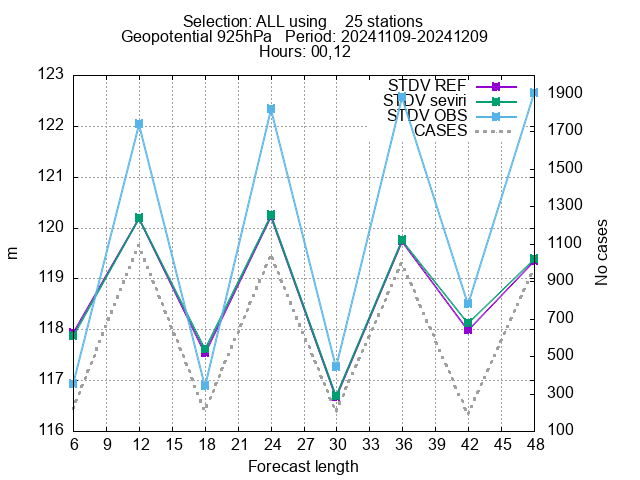 Selection: ALL using    25 stations
Geopotential 925hPa   Period: 20241109-20241209
Hours: 00,12
STDV REF
STDV seviri
STDV OBS
CASES
123
122
121
120
119
118
117
116
m
1900
1700
1500
1300
1100
900
700
500
300
100
No cases
6 9 12 15 18 21 24 27 30 33 36 39 42 45 48
Forecast length